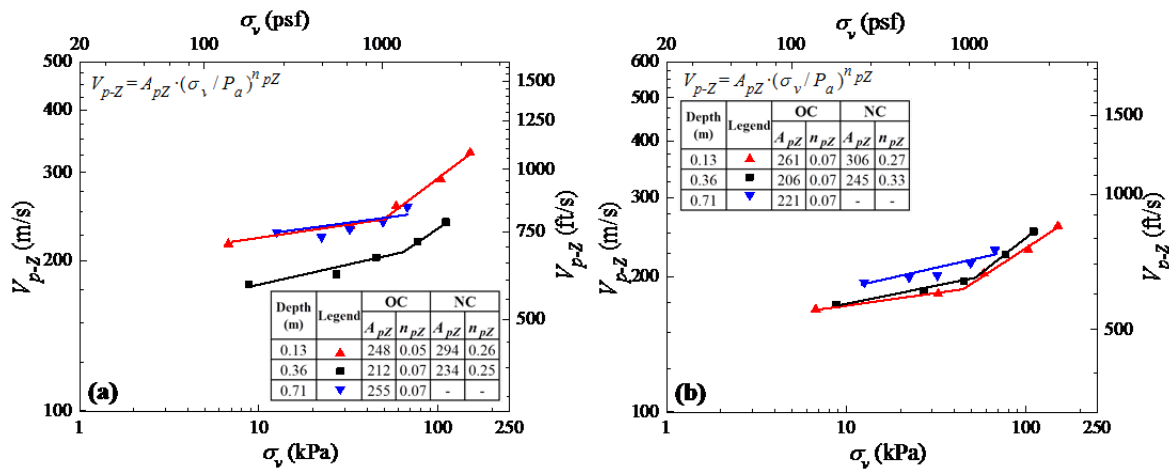 σv (psf)
20 100 1000
500
400
300
200
100
Vp-Z (m/s)
Vp-Z = ApZ·(σv/Pa)^n pZ
1500
1250
1000
750
500
Vp-Z (ft/s)
Depth (m) Legend OC NC
ApZ npZ ApZ npZ
0.13 248 0.05 294 0.26
0.36 212 0.07 234 0.25
0.71 255 0.07 - -
(a)
1 10 100 250
σv (kPa)
σv (psf)
20 100 1000
600
500
400
300
200
100
Vp-Z (m/s)
Vp-Z = ApZ·(σv/Pa)^n pZ
Depth (m) Legend OC NC
ApZ npZ ApZ npZ
0.13 261 0.07 306 0.27
0.36 206 0.07 245 0.33
0.71 221 0.07 - -
1500
1000
500
Vp-Z (ft/s)
(b)
1 10 100 250
σv (kPa)